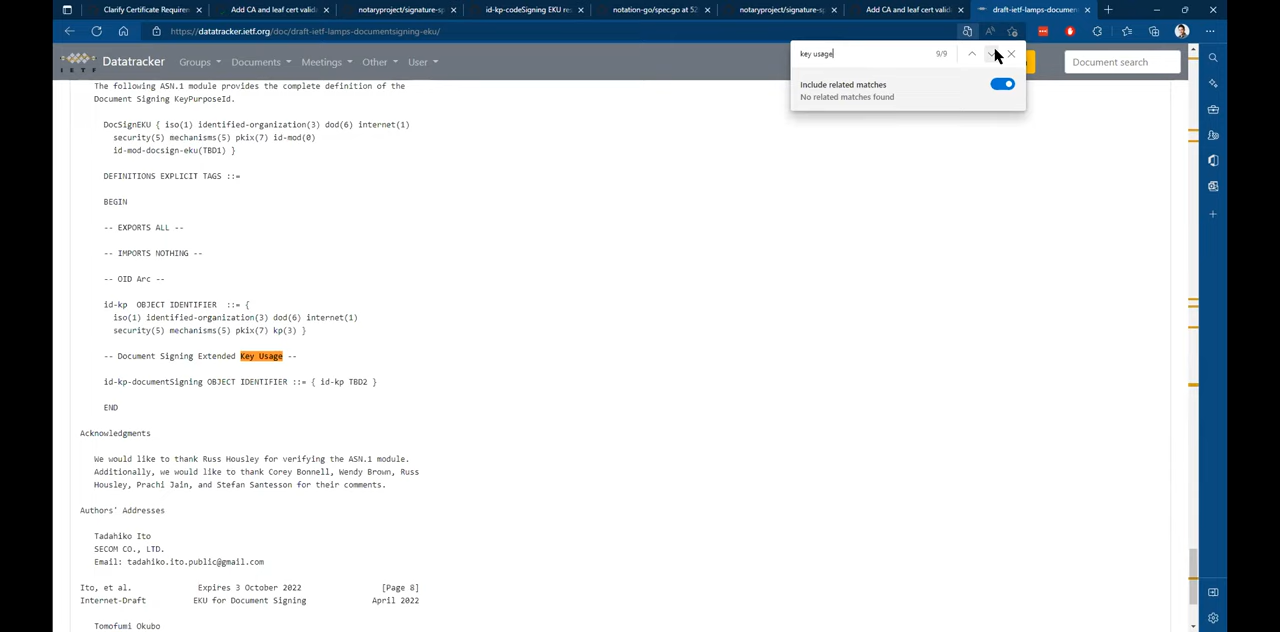 Clarify Certificate Requirem
Add CA and leaf cert valida
notaryproject/signature-sp
id-kp-codeSigning EKU res
notation-go/spec.go at 52
notaryproject/signature-sp
Add CA and leaf cert valid
draft-ietf-lamps-documen
https://datatracker.ietf.org/doc/draft-ietf-lamps-documentsigning-eku/
key usage
9/9
Include related matches
No related matches found
I E T F
Datatracker
Groups
Documents
Meetings
Other
User
Document search
The following ASN.1 module provides the complete definition of the
Document Signing KeyPurposeId.
DocSignEKU { iso(1) identified-organization(3) dod(6) internet(1)
security(5) mechanisms(5) pkix(7) id-mod(0)
id-mod-docsign-eku(TBD1) }
DEFINITIONS EXPLICIT TAGS ::=
BEGIN
-- EXPORTS ALL --
-- IMPORTS NOTHING --
-- OID Arc --
id-kp OBJECT IDENTIFIER ::= {
iso(1) identified-organization(3) dod(6) internet(1)
security(5) mechanisms(5) pkix(7) kp(3) }
-- Document Signing Extended Key Usage --
id-kp-documentSigning OBJECT IDENTIFIER ::= { id-kp TBD2 }
END
Acknowledgments
We would like to thank Russ Housley for verifying the ASN.1 module.
Additionally, we would like to thank Corey Bonnell, Wendy Brown, Russ
Housley, Prachi Jain, and Stefan Santesson for their comments.
Authors' Addresses
Tadahiko Ito
SECOM CO., LTD.
Email: tadahiko.ito.public@gmail.com
Ito, et al. Expires 3 October 2022 [Page 8]
Internet-Draft EKU for Document Signing April 2022
Tomofumi Okubo